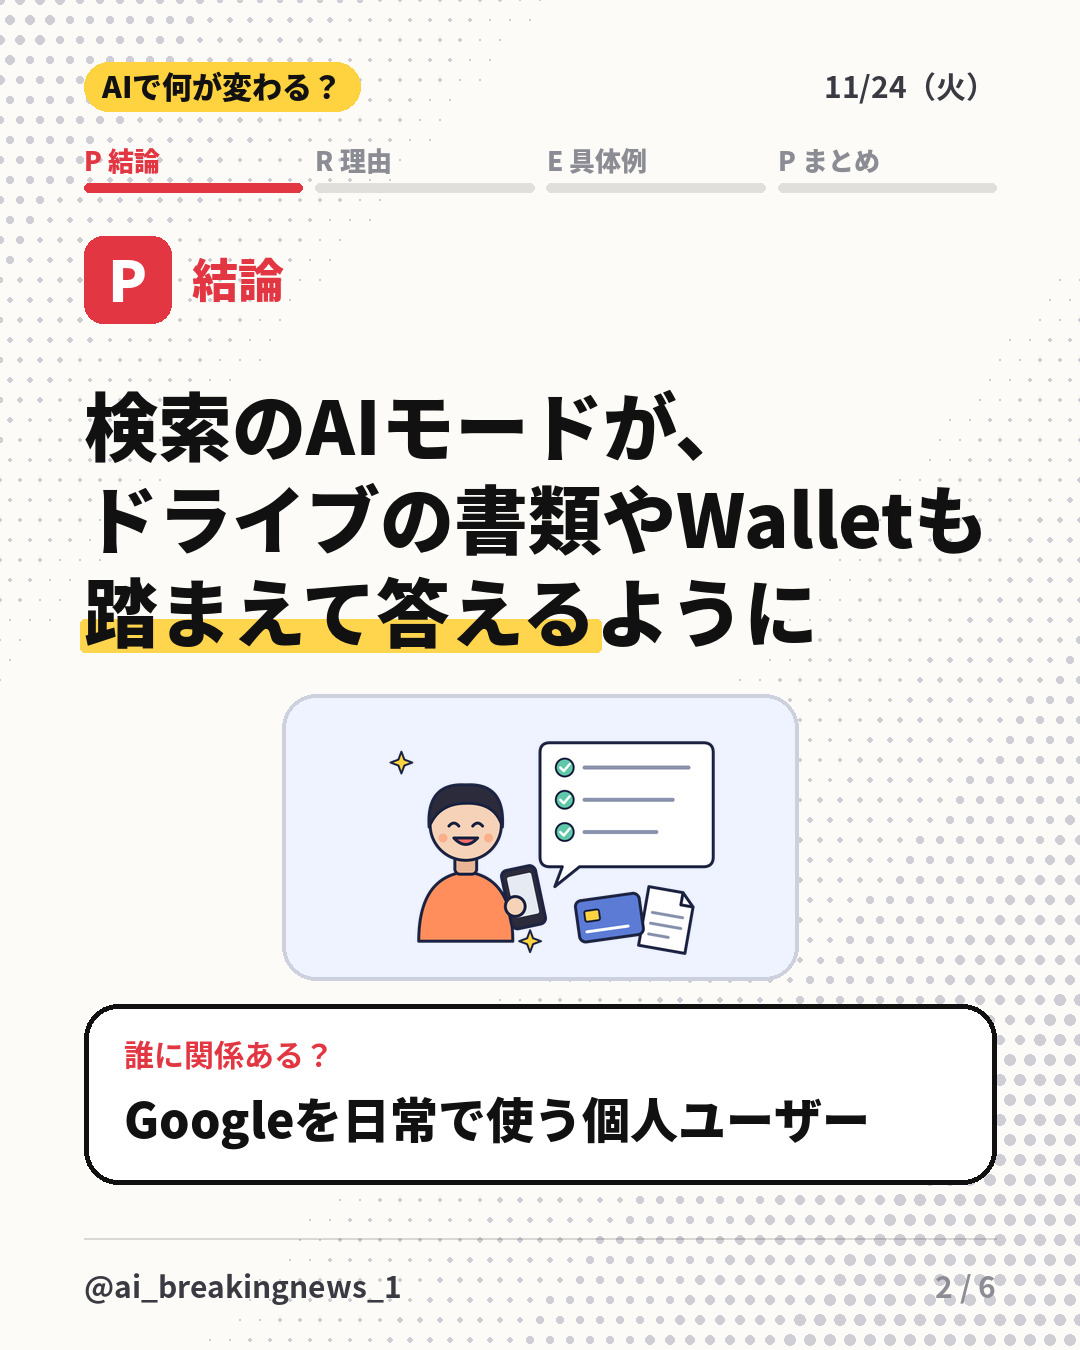 AIで何が変わる？
11/24（火）
P 結論
R 理由
E 具体例
P まとめ
P 結論
検索のAIモードが、
ドライブの書類やWalletも
踏まえて答えるように
誰に関係ある？
Googleを日常で使う個人ユーザー
@ai_breakingnews_1
2 / 6